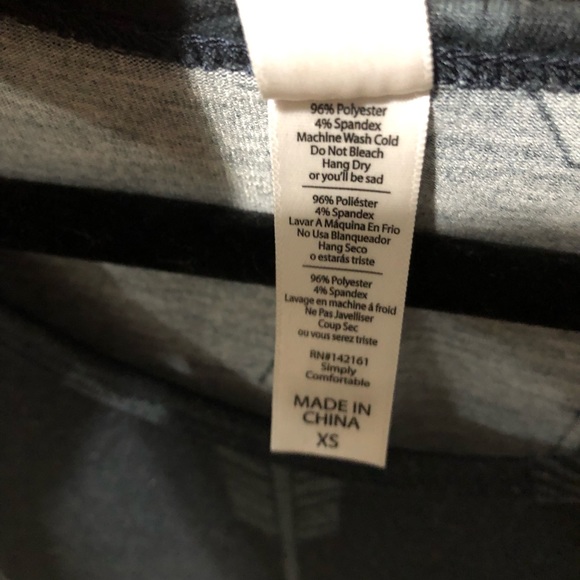 96% Polyester
4% Spandex
Machine Wash Cold
Do Not Bleach
Hang Dry
or you'll be sad
96% Poliéster
4% Spandex
Lavar A Máquina En Frio
No Usa Blanqueador
Hang Seco
o estarás triste
96% Polyester
4% Spandex
Lavage en machine á froid
Ne Pas Javelliser
Coup Sec
ou vous serez triste
RN#142161
Simply
Comfortable
MADE IN
CHINA
XS